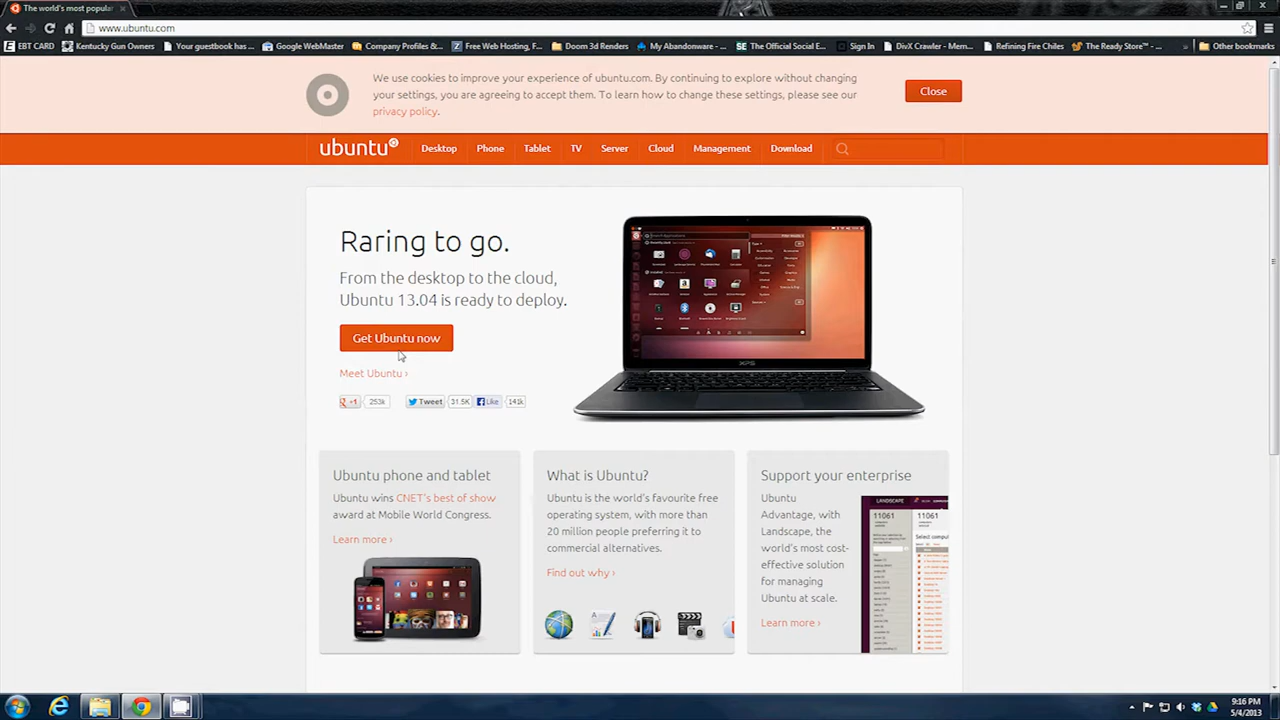 The world's most popular
www.ubuntu.com
EBT CARD
Kentucky Gun Owners
Your guestbook has ...
Google WebMaster
Company Profiles &...
Free Web Hosting, F...
Doom 3d Renders
My Abandonware - ...
The Official Social E...
Sign In
DivX Crawler - Mem...
Refining Fire Chiles
The Ready Store™ - ...
»
Other bookmarks
We use cookies to improve your experience of ubuntu.com. By continuing to explore without changing
your settings, you are agreeing to accept them. To learn how to change these settings, please see our
privacy policy.
Close
ubuntu
Desktop
Phone
Tablet
TV
Server
Cloud
Management
Download
Raring to go.
From the desktop to the cloud,
Ubuntu 13.04 is ready to deploy.
Get Ubuntu now
Meet Ubuntu ›
+1
253k
Tweet
31.5K
Like
141k
XPS
Ubuntu phone and tablet
Ubuntu wins CNET's best of show
award at Mobile World Congress.
Learn more ›
What is Ubuntu?
Ubuntu is the world's favourite free
operating system, with more than
20 million people preferring it to
commercial alternatives.
Find out why ›
Support your enterprise
Ubuntu
Advantage, with
Landscape, the
world's most cost-
effective solution
for managing
Ubuntu at scale.
Learn more ›
LANDSCAPE
11061
11061
Select compu
9:16 PM
5/4/2013